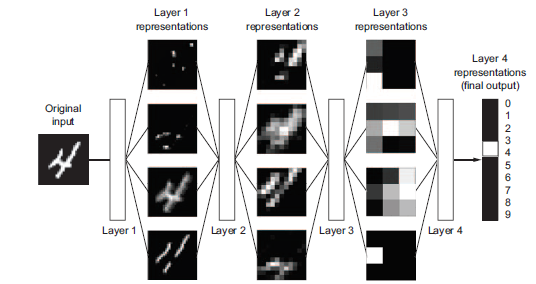 Layer 1
representations
Layer 2
representations
Layer 3
representations
Layer 4
representations
(final output)
Original
input
0
1
2
3
4
5
6
7
8
9
Layer 1
Layer 2
Layer 3
Layer 4